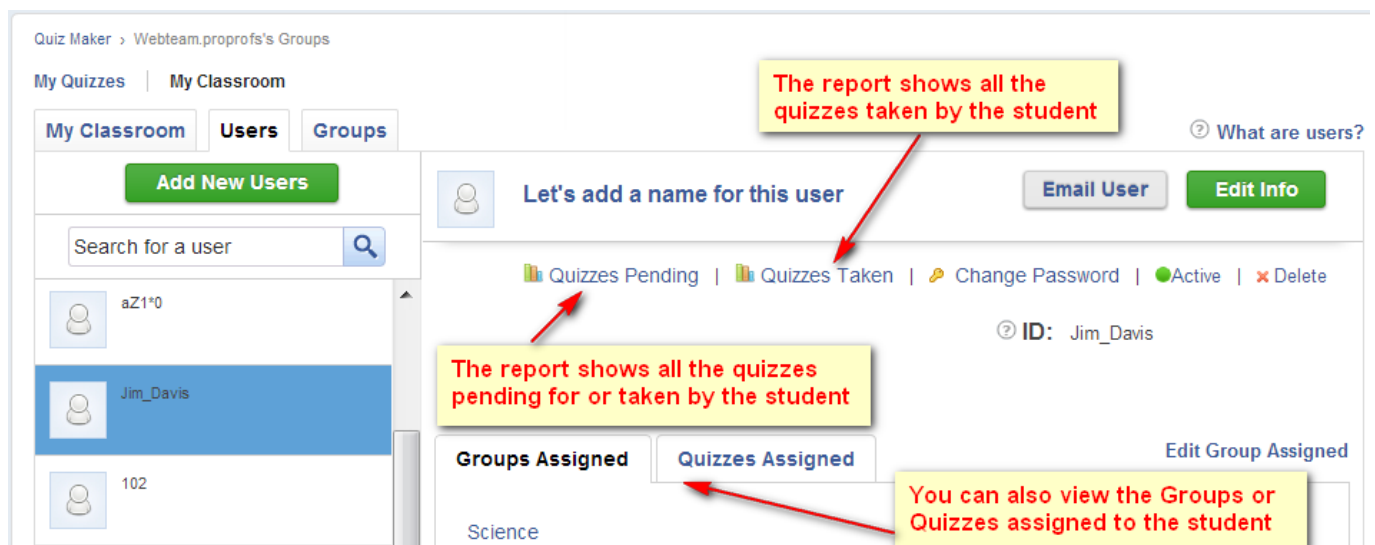 Quiz Maker › Webteam.proprofs's Groups
My Quizzes | My Classroom
The report shows all the
quizzes taken by the student
My Classroom Users Groups
? What are users?
Add New Users
Let's add a name for this user
Email User
Edit Info
Search for a user
Quizzes Pending | Quizzes Taken | Change Password | Active | Delete
aZ1*0
? ID: Jim_Davis
The report shows all the quizzes
pending for or taken by the student
Jim_Davis
Groups Assigned Quizzes Assigned
Edit Group Assigned
102
You can also view the Groups or
Quizzes assigned to the student
Science